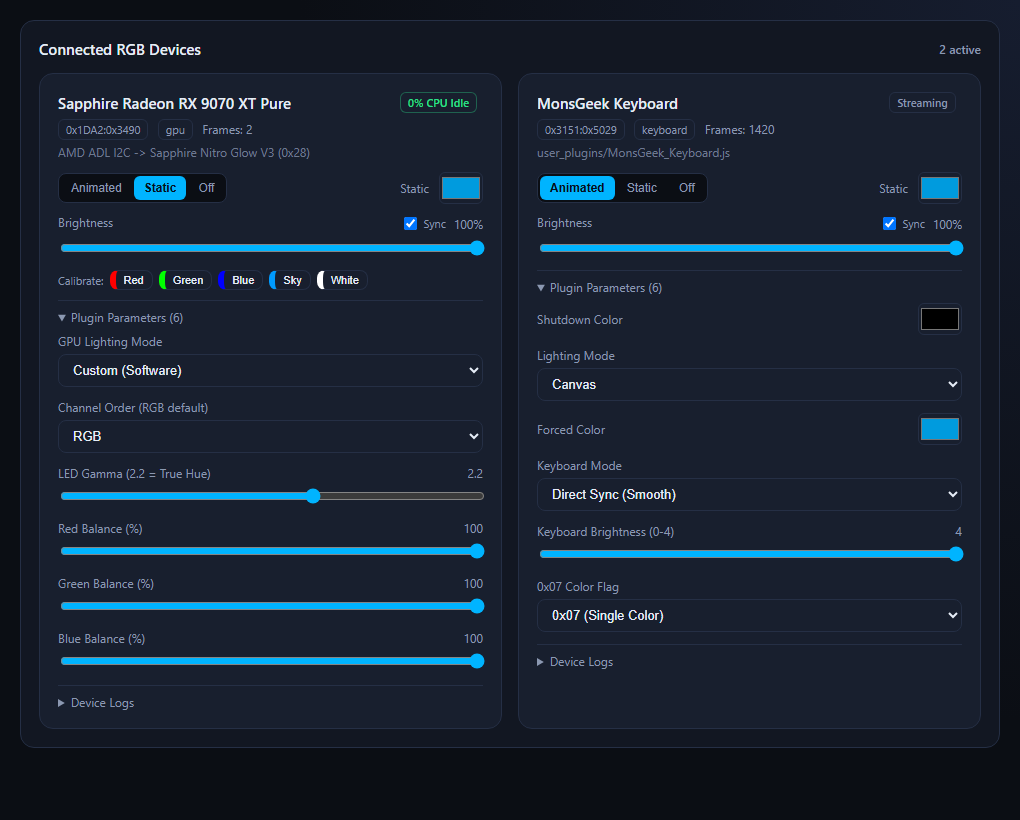 Connected RGB Devices
2 active
Sapphire Radeon RX 9070 XT Pure
0% CPU Idle
0x1DA2:0x3490 gpu Frames: 2
AMD ADL I2C -> Sapphire Nitro Glow V3 (0x28)
Animated Static Off Static
Brightness Sync 100%
Calibrate: Red Green Blue Sky White
Plugin Parameters (6)
GPU Lighting Mode
Custom (Software)
Channel Order (RGB default)
RGB
LED Gamma (2.2 = True Hue) 2.2
Red Balance (%) 100
Green Balance (%) 100
Blue Balance (%) 100
Device Logs
MonsGeek Keyboard
Streaming
0x3151:0x5029 keyboard Frames: 1420
user_plugins/MonsGeek_Keyboard.js
Animated Static Off Static
Brightness Sync 100%
Plugin Parameters (6)
Shutdown Color
Lighting Mode
Canvas
Forced Color
Keyboard Mode
Direct Sync (Smooth)
Keyboard Brightness (0-4) 4
0x07 Color Flag
0x07 (Single Color)
Device Logs